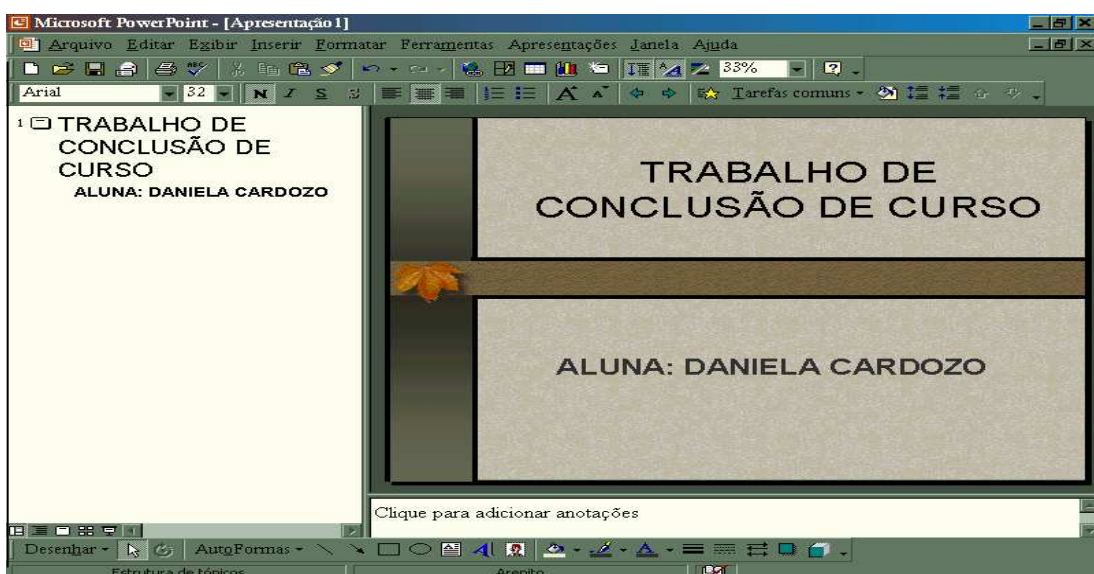 Microsoft PowerPoint - [Apresentação1]
Arquivo Editar Exibir Inserir Formatar Ferramentas Apresentações Janela Ajuda
33%
Arial 32 N I S Tarefas comuns
1 TRABALHO DE
CONCLUSÃO DE
CURSO
ALUNA: DANIELA CARDOZO
TRABALHO DE
CONCLUSÃO DE CURSO
ALUNA: DANIELA CARDOZO
Clique para adicionar anotações
Desenhar AutoFormas
Estrutura de tópicos Arenito